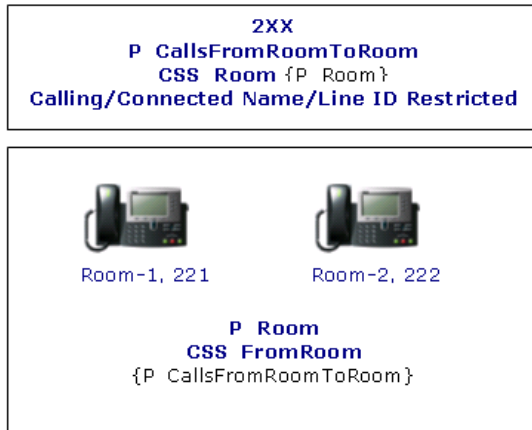 2XX
P CallsFromRoomToRoom
CSS Room {P Room}
Calling/Connected Name/Line ID Restricted
Room-1, 221
Room-2, 222
P Room
CSS FromRoom
{P CallsFromRoomToRoom}